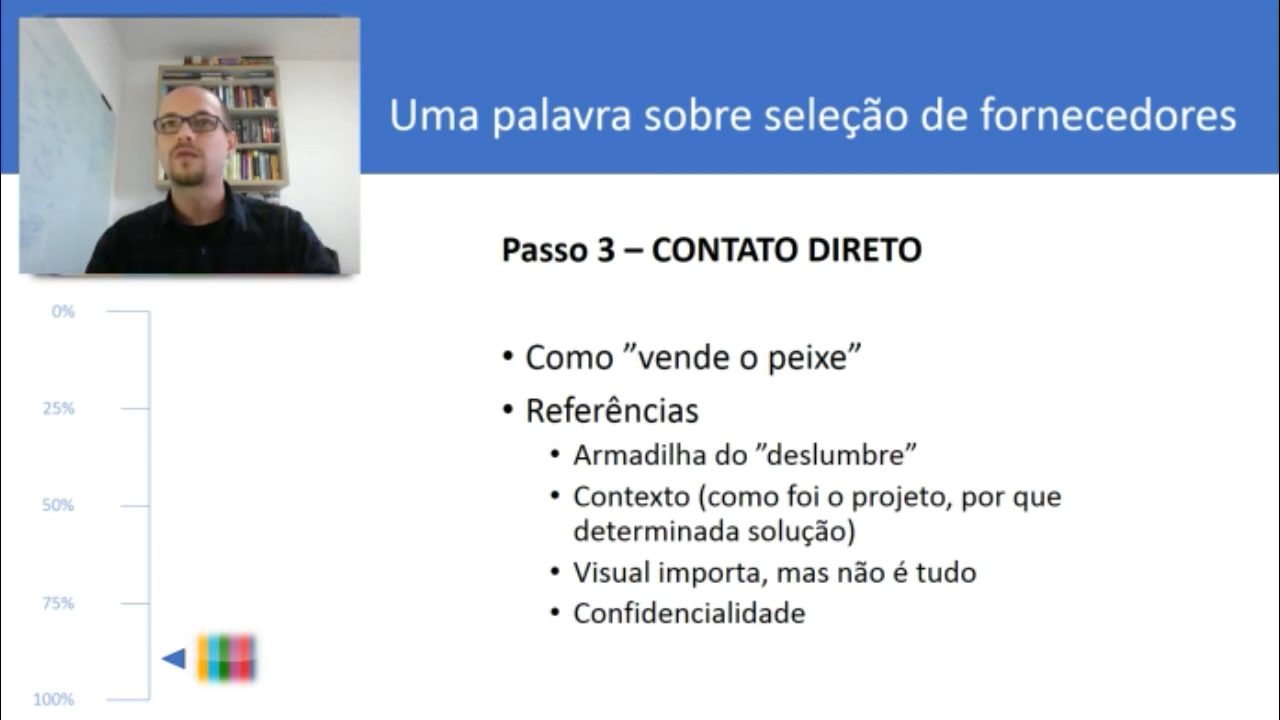 Uma palavra sobre seleção de fornecedores
Passo 3 – CONTATO DIRETO
• Como ”vende o peixe”
• Referências
• Armadilha do ”deslumbre”
• Contexto (como foi o projeto, por que
determinada solução)
• Visual importa, mas não é tudo
• Confidencialidade
0%
25%
50%
75%
100%